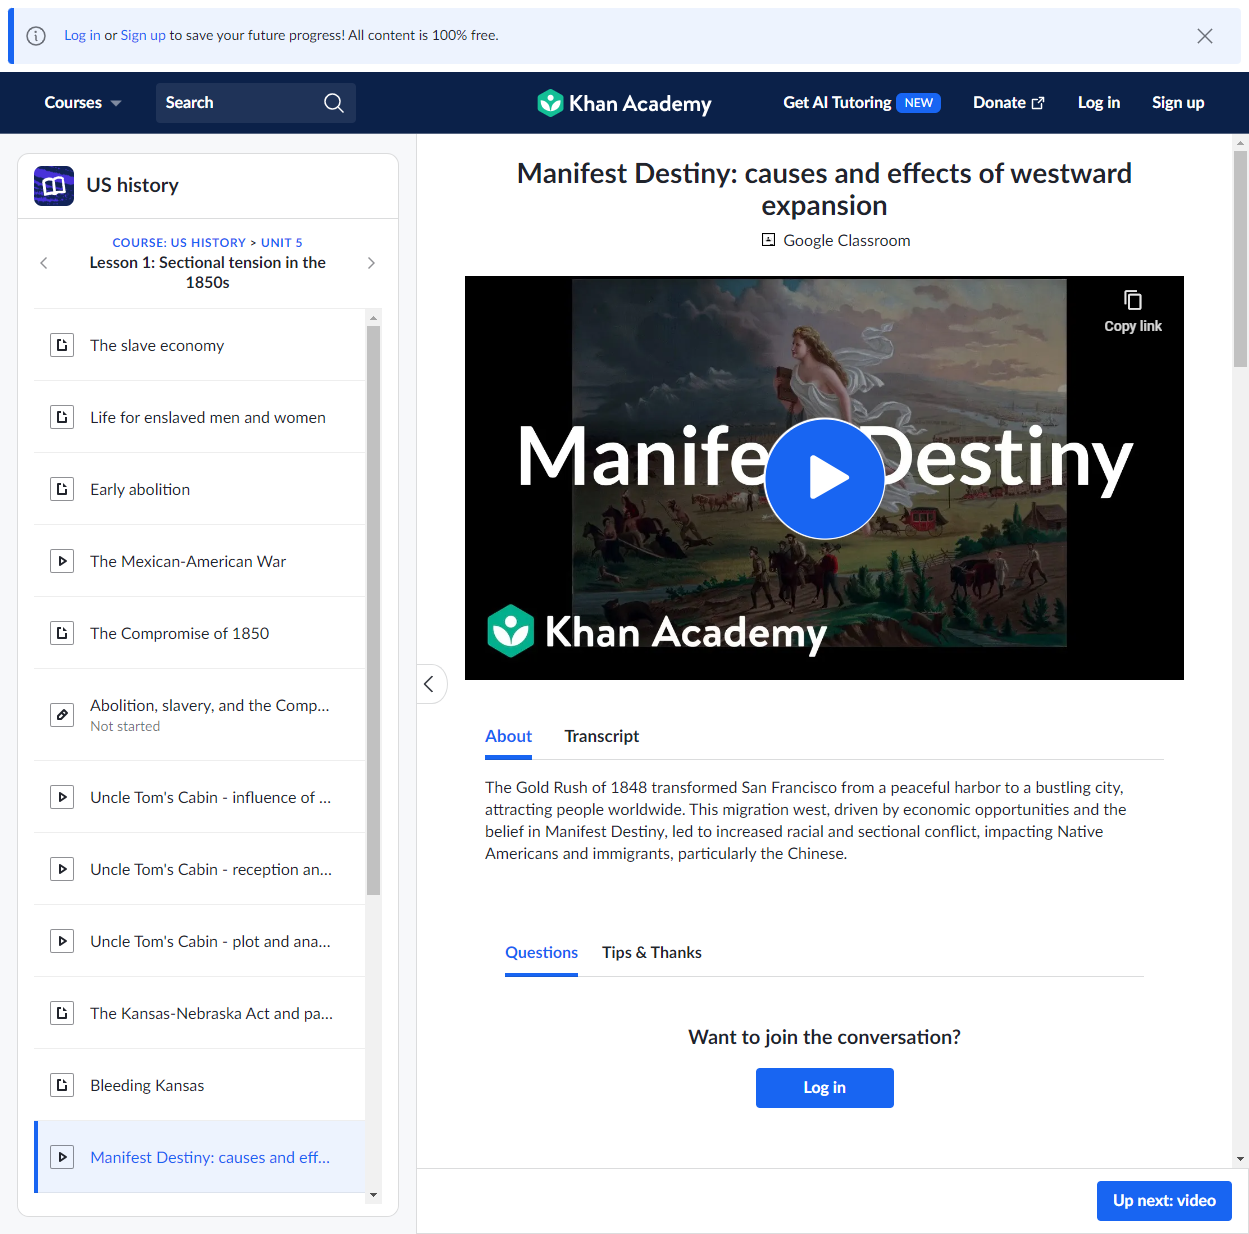 Log in or Sign up to save your future progress! All content is 100% free.
Courses
Search
Khan Academy
Get AI Tutoring NEW
Donate
Log in
Sign up
US history
COURSE: US HISTORY > UNIT 5
Lesson 1: Sectional tension in the
1850s
The slave economy
Life for enslaved men and women
Early abolition
The Mexican-American War
The Compromise of 1850
Abolition, slavery, and the Comp...
Not started
Uncle Tom's Cabin - influence of ...
Uncle Tom's Cabin - reception an...
Uncle Tom's Cabin - plot and ana...
The Kansas-Nebraska Act and pa...
Bleeding Kansas
Manifest Destiny: causes and eff...
Manifest Destiny: causes and effects of westward
expansion
Google Classroom
Copy link
Manife Destiny
Khan Academy
About
Transcript
The Gold Rush of 1848 transformed San Francisco from a peaceful harbor to a bustling city,
attracting people worldwide. This migration west, driven by economic opportunities and the
belief in Manifest Destiny, led to increased racial and sectional conflict, impacting Native
Americans and immigrants, particularly the Chinese.
Questions
Tips & Thanks
Want to join the conversation?
Log in
Up next: video